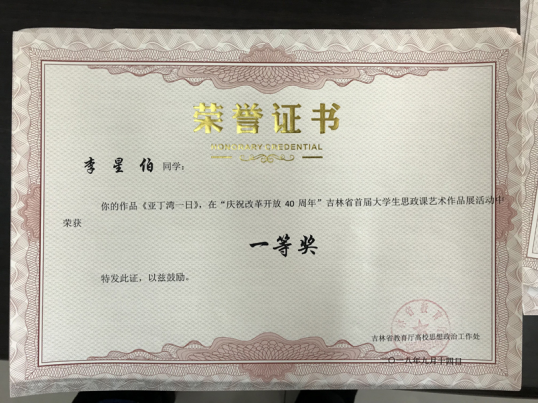 荣誉证书
HONORARY CREDENTIAL
李星伯 同学：
你的作品《亚丁湾一日》，在“庆祝改革开放 40 周年”吉林省首届大学生思政课艺术作品展活动中
荣获
一等奖
特发此证，以兹鼓励。
吉林省教育厅高校思想政治工作处
二〇一八年九月十四日